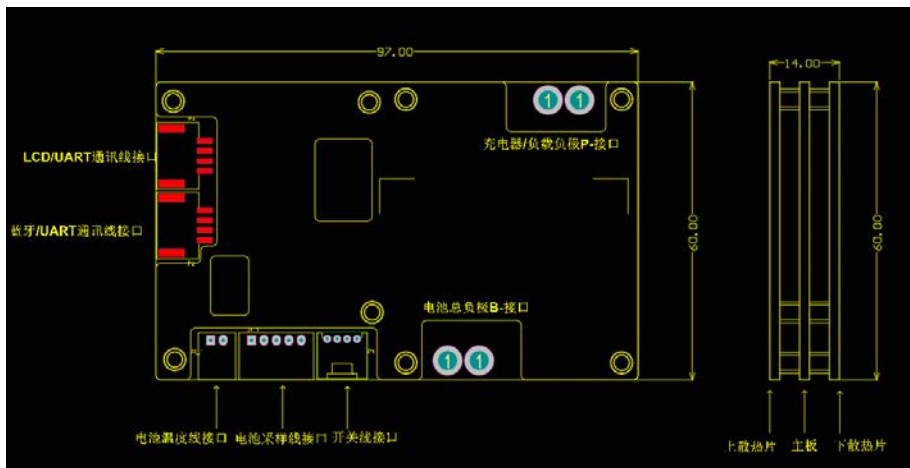 97.00
14.00
1 1
充电器/负载负极P-接口
LCD/UART通讯线接口
蓝牙/UART通讯线接口
60.00
60.00
电池总负极B-接口
1 1
电池温度线接口
电池采样线接口
开关线接口
上散热片
主板
下散热片